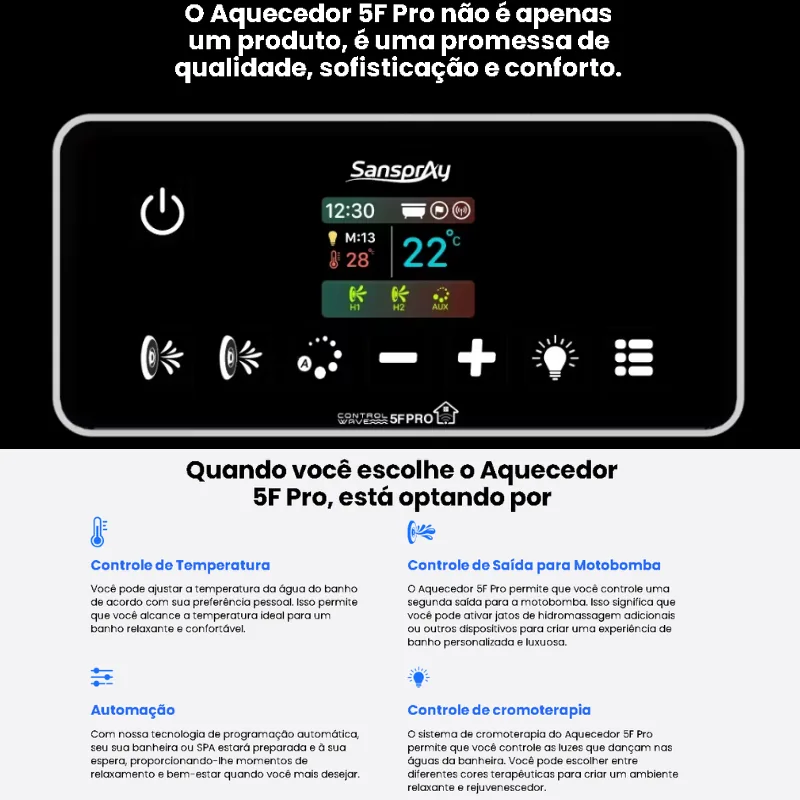 O Aquecedor 5F Pro não é apenas
um produto, é uma promessa de
qualidade, sofisticação e conforto.
SansprAy
12:30
M:13
28°
22°C
H1 H2 AUX
D D A
CONTROL
WAVE 5FPRO
Quando você escolhe o Aquecedor
5F Pro, está optando por
Controle de Temperatura
Você pode ajustar a temperatura da água do banho
de acordo com sua preferência pessoal. Isso permite
que você alcance a temperatura ideal para um
banho relaxante e confortável.
Controle de Saída para Motobomba
O Aquecedor 5F Pro permite que você controle uma
segunda saída para a motobomba. Isso significa que
você pode ativar jatos de hidromassagem adicionais
ou outros dispositivos para criar uma experiência de
banho personalizada e luxuosa.
Automação
Com nossa tecnologia de programação automática,
seu sua banheira ou SPA estará preparada e à sua
espera, proporcionando-lhe momentos de
relaxamento e bem-estar quando você mais desejar.
Controle de cromoterapia
O sistema de cromoterapia do Aquecedor 5F Pro
permite que você controle as luzes que dançam nas
águas da banheira. Você pode escolher entre
diferentes cores terapêuticas para criar um ambiente
relaxante e rejuvenescedor.